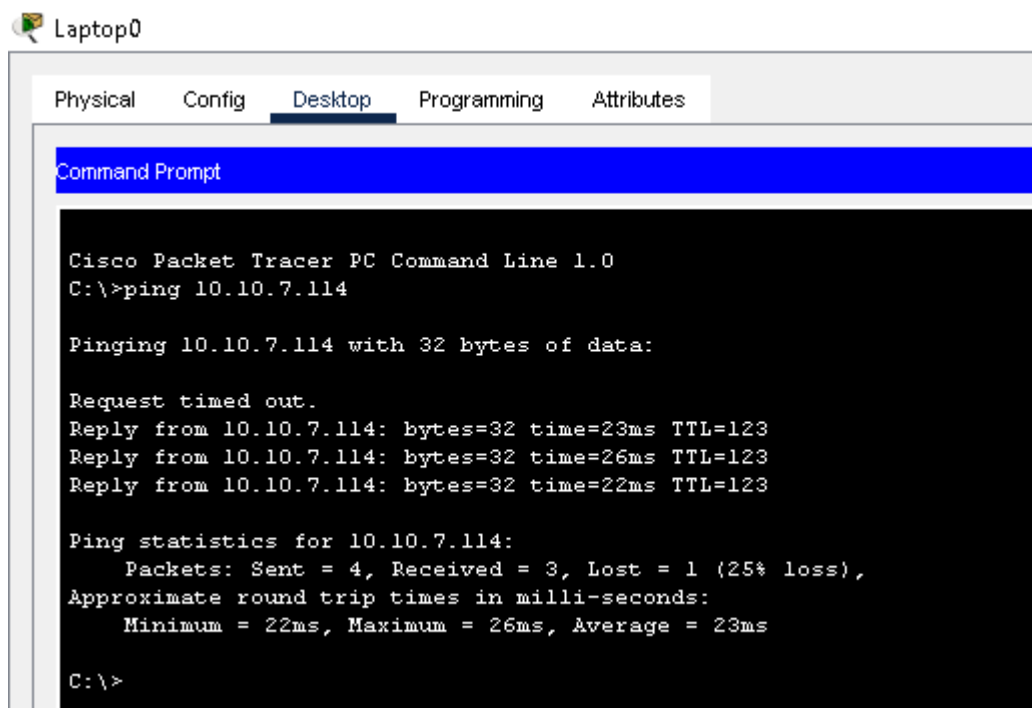 Laptop0
Physical Config Desktop Programming Attributes
Command Prompt
Cisco Packet Tracer PC Command Line 1.0
C:\>ping 10.10.7.114
Pinging 10.10.7.114 with 32 bytes of data:
Request timed out.
Reply from 10.10.7.114: bytes=32 time=23ms TTL=123
Reply from 10.10.7.114: bytes=32 time=26ms TTL=123
Reply from 10.10.7.114: bytes=32 time=22ms TTL=123
Ping statistics for 10.10.7.114:
Packets: Sent = 4, Received = 3, Lost = 1 (25% loss),
Approximate round trip times in milli-seconds:
Minimum = 22ms, Maximum = 26ms, Average = 23ms
C:\>